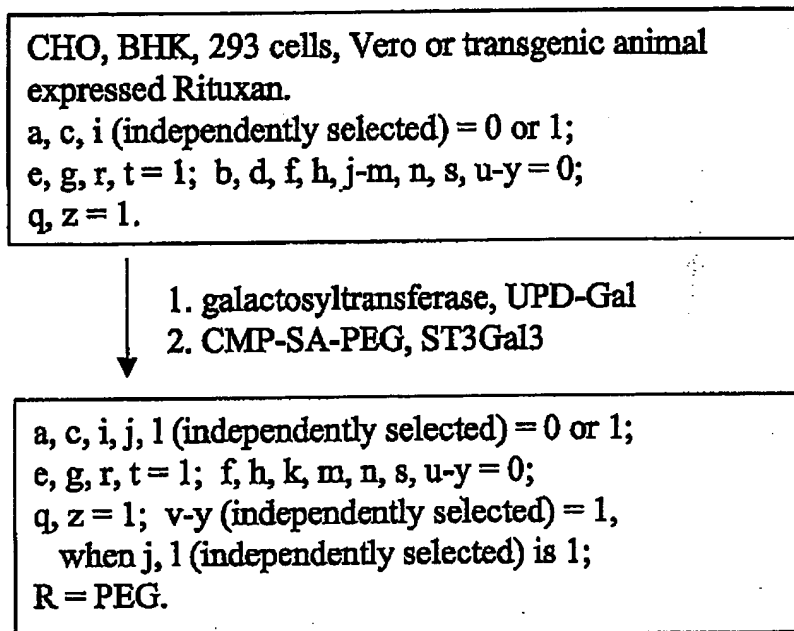 CHO, BHK, 293 cells, Vero or transgenic animal
expressed Rituxan.
a, c, i (independently selected) = 0 or 1;
e, g, r, t = 1; b, d, f, h, j-m, n, s, u-y = 0;
q, z = 1.
1. galactosyltransferase, UPD-Gal
2. CMP-SA-PEG, ST3Gal3
a, c, i, j, l (independently selected) = 0 or 1;
e, g, r, t = 1; f, h, k, m, n, s, u-y = 0;
q, z = 1; v-y (independently selected) = 1,
when j, l (independently selected) is 1;
R = PEG.